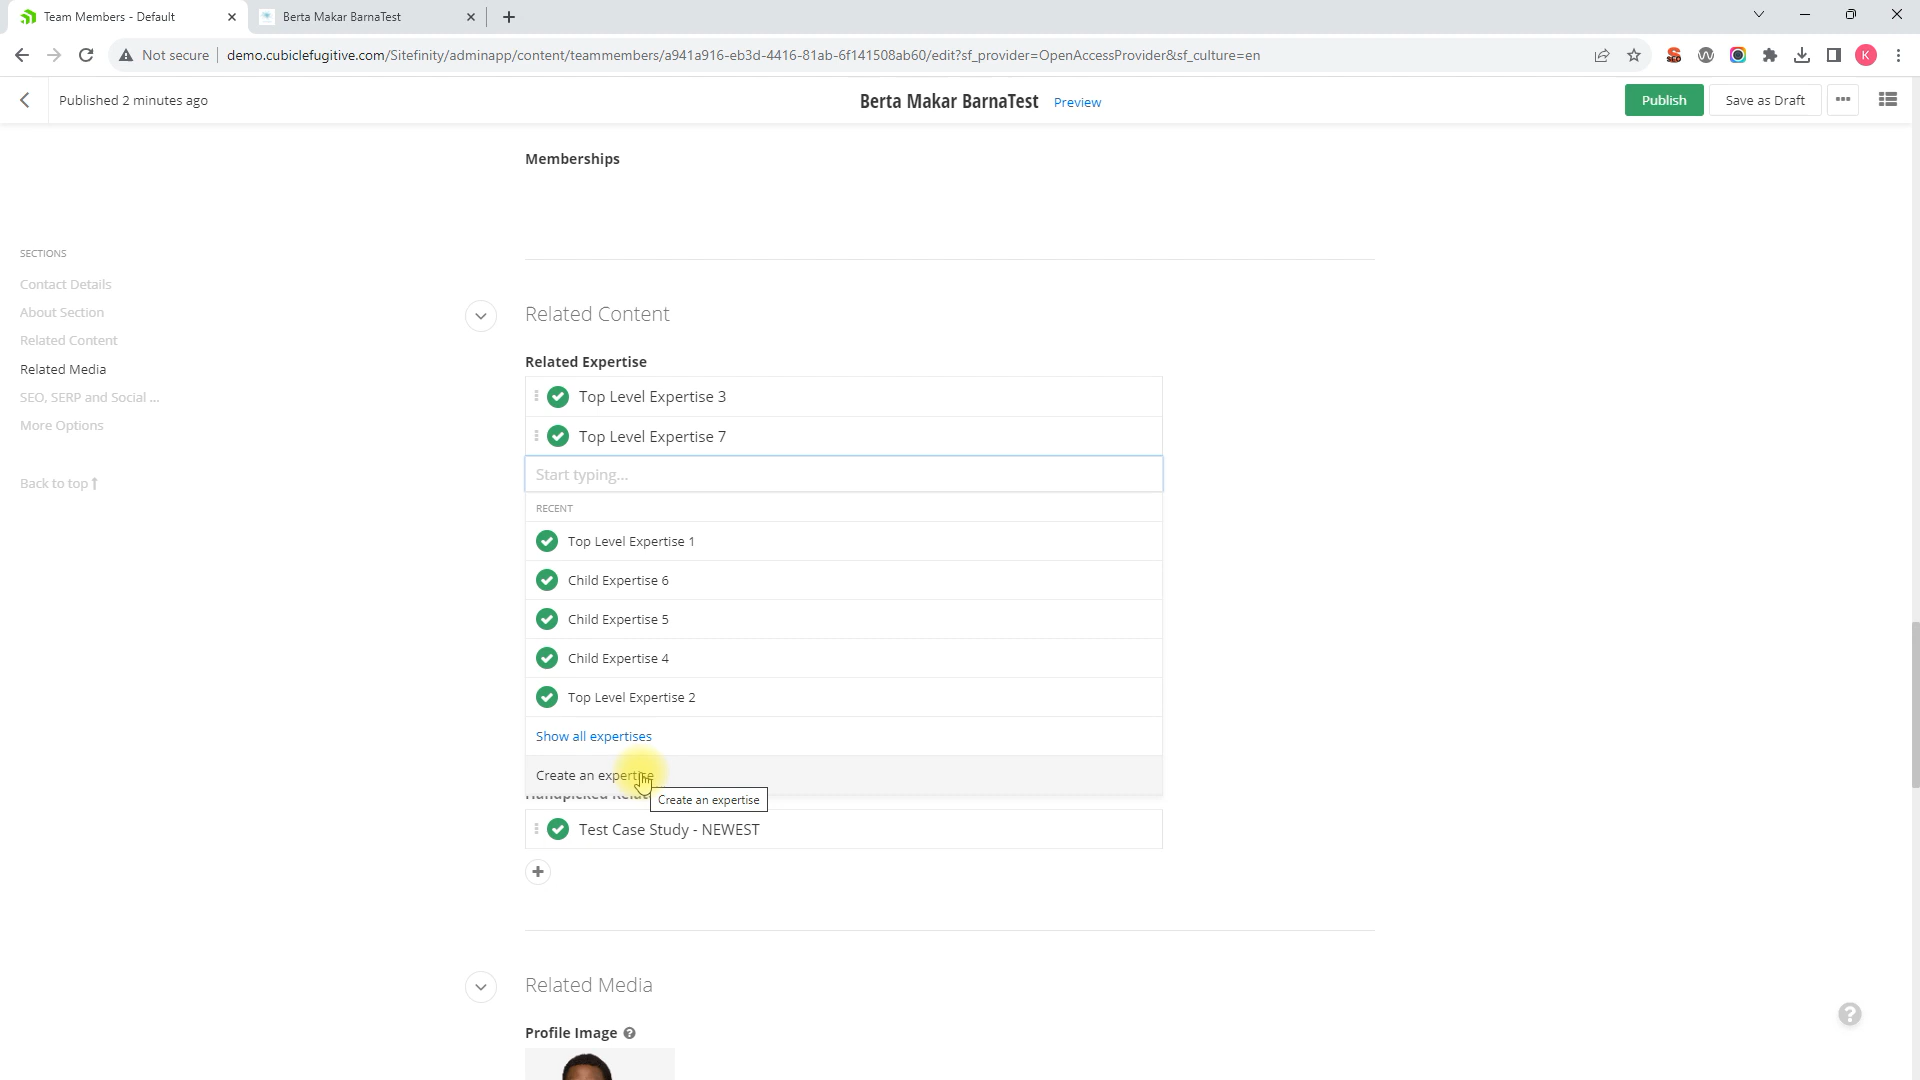 Team Members - Default
Berta Makar BarnaTest
Not secure
demo.cubiclefugitive.com/Sitefinity/adminapp/content/teammembers/a941a916-eb3d-4416-81ab-6f141508ab60/edit?sf_provider=OpenAccessProvider&sf_culture=en
K
Published 2 minutes ago
Berta Makar BarnaTest
Preview
Publish
Save as Draft
Memberships
SECTIONS
Contact Details
About Section
Related Content
Related Media
SEO, SERP and Social ...
More Options
Back to top
Related Content
Related Expertise
Top Level Expertise 3
Top Level Expertise 7
Start typing...
RECENT
Top Level Expertise 1
Child Expertise 6
Child Expertise 5
Child Expertise 4
Top Level Expertise 2
Show all expertises
Create an expertise
Create an expertise
Test Case Study - NEWEST
Related Media
Profile Image